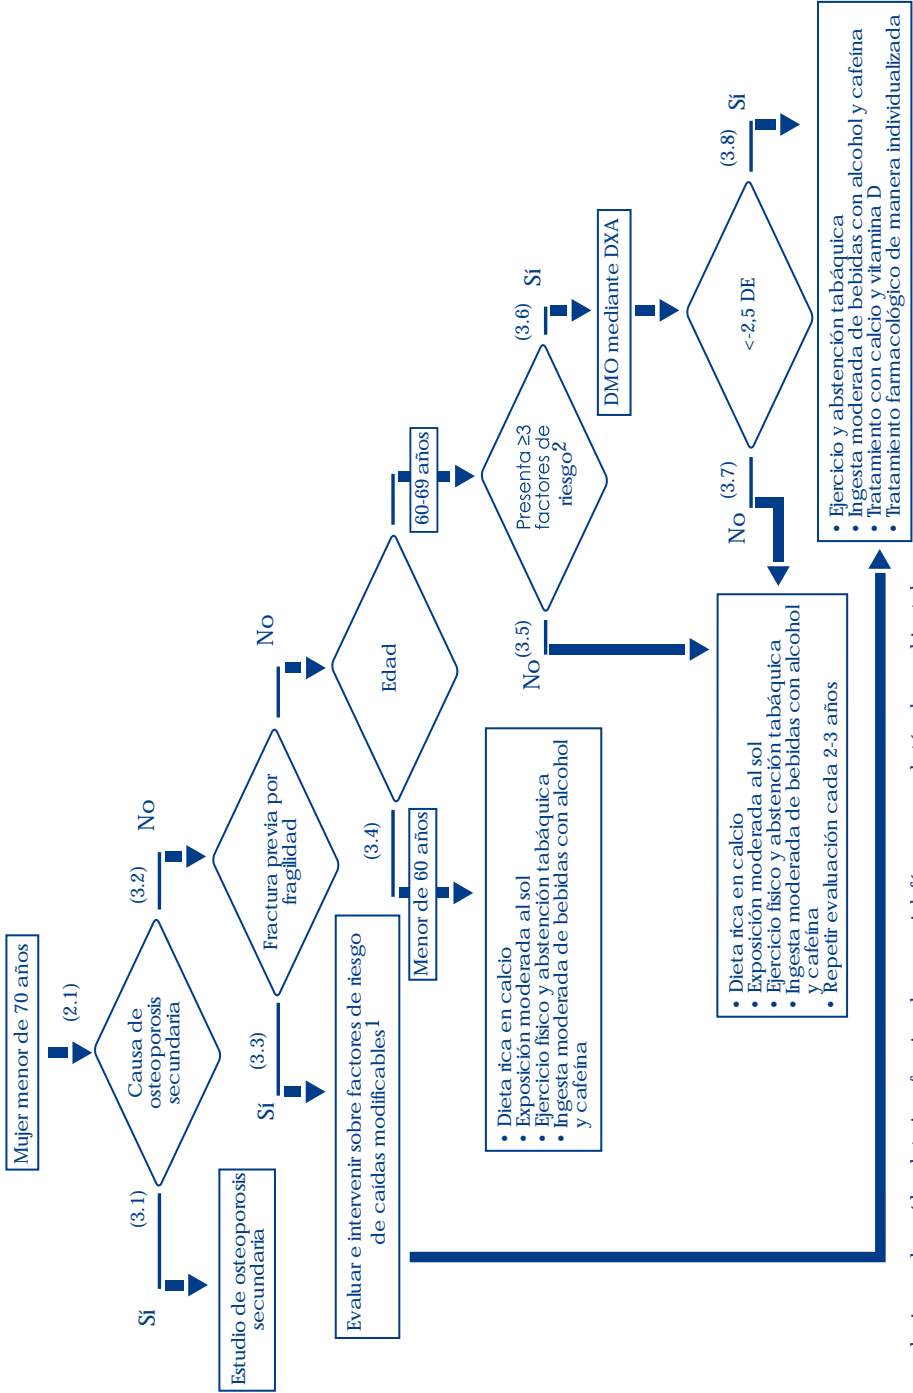 Mujer menor de 70 años
(2.1)
Causa de
osteoporosis
secundaria
(3.1)
Sí
Estudio de osteoporosis
secundaria
(3.2)
No
Fractura previa por
fragilidad
(3.3)
Sí
Evaluar e intervenir sobre factores de riesgo
de caídas modificables1
No
Edad
(3.4)
Menor de 60 años
• Dieta rica en calcio
• Exposición moderada al sol
• Ejercicio físico y abstención tabáquica
• Ingesta moderada de bebidas con alcohol
y cafeína
60-69 años
Presenta ≥3
factores de
riesgo2
(3.5)
No
(3.6)
Sí
DMO mediante DXA
<-2,5 DE
(3.7)
No
• Dieta rica en calcio
• Exposición moderada al sol
• Ejercicio físico y abstención tabáquica
• Ingesta moderada de bebidas con alcohol
y cafeína
• Repetir evaluación cada 2-3 años
(3.8)
Sí
• Ejercicio y abstención tabáquica
• Ingesta moderada de bebidas con alcohol y cafeína
• Tratamiento con calcio y vitamina D
• Tratamiento farmacológico de manera individualizada